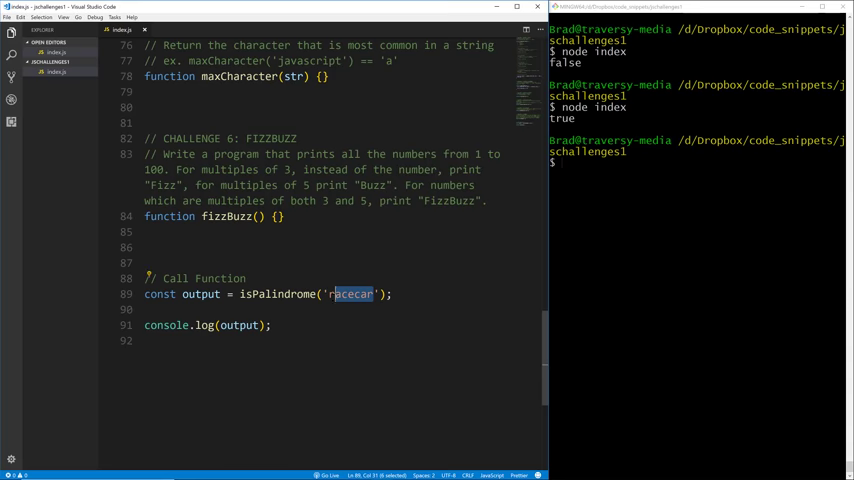 index.js - jschallenges1 - Visual Studio Code
File Edit Selection View Go Debug Tasks Help
EXPLORER
OPEN EDITORS
index.js
JSCHALLENGES1
index.js
index.js
76 // Return the character that is most common in a string
77 // ex. maxCharacter('javascript') == 'a'
78 function maxCharacter(str) {}
79
80
81
82 // CHALLENGE 6: FIZZBUZZ
83 // Write a program that prints all the numbers from 1 to
100. For multiples of 3, instead of the number, print
"Fizz", for multiples of 5 print "Buzz". For numbers
which are multiples of both 3 and 5, print "FizzBuzz".
84 function fizzBuzz() {}
85
86
87
88 // Call Function
89 const output = isPalindrome('racecar');
90
91 console.log(output);
92
0 0
Go Live Ln 89, Col 31 (6 selected) Spaces: 2 UTF-8 CRLF JavaScript Prettier
MINGW64:/d/Dropbox/code_snippets/jschallenges1
Brad@traversy-media /d/Dropbox/code_snippets/j
schallenges1
$ node index
false
Brad@traversy-media /d/Dropbox/code_snippets/j
schallenges1
$ node index
true
Brad@traversy-media /d/Dropbox/code_snippets/j
schallenges1
$